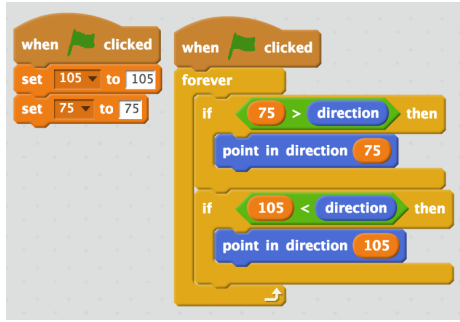 when clicked
set 105 to 105
set 75 to 75
when clicked
forever
if 75 > direction then
point in direction 75
if 105 < direction then
point in direction 105